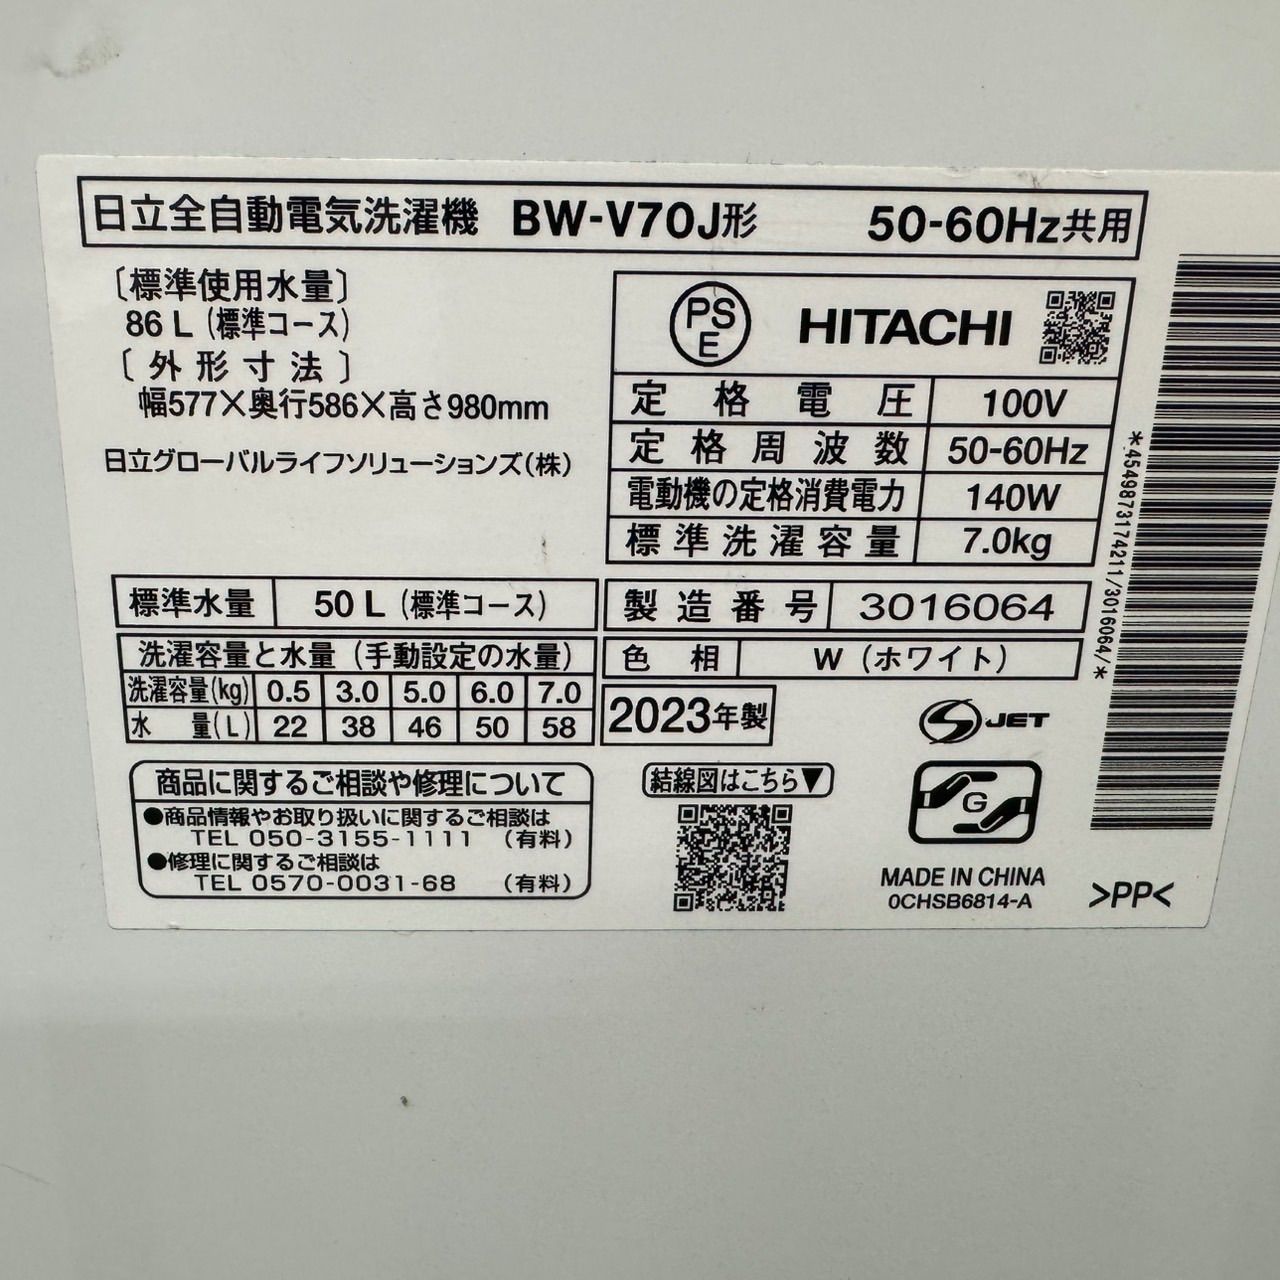 日立全自動電気洗濯機 BW-V70J形 50-60Hz共用
〔標準使用水量〕
86L(標準コース)
〔外形寸法〕
幅577×奥行586×高さ980mm
日立グローバルライフソリューションズ(株)
PS
E
HITACHI
定格電圧 100V
定格周波数 50-60Hz
電動機の定格消費電力 140W
標準洗濯容量 7.0kg
標準水量 50L(標準コース)
製造番号 3016064
色相 W(ホワイト)
洗濯容量と水量(手動設定の水量)
洗濯容量(kg) 0.5 3.0 5.0 6.0 7.0
水量(L) 22 38 46 50 58
2023年製
S JET
商品に関するご相談や修理について
●商品情報やお取り扱いに関するご相談は
TEL 050-3155-1111 (有料)
●修理に関するご相談は
TEL 0570-0031-68 (有料)
結線図はこちら▼
G
MADE IN CHINA
0CHSB6814-A
>PP<
*4549873174211/3016064/*